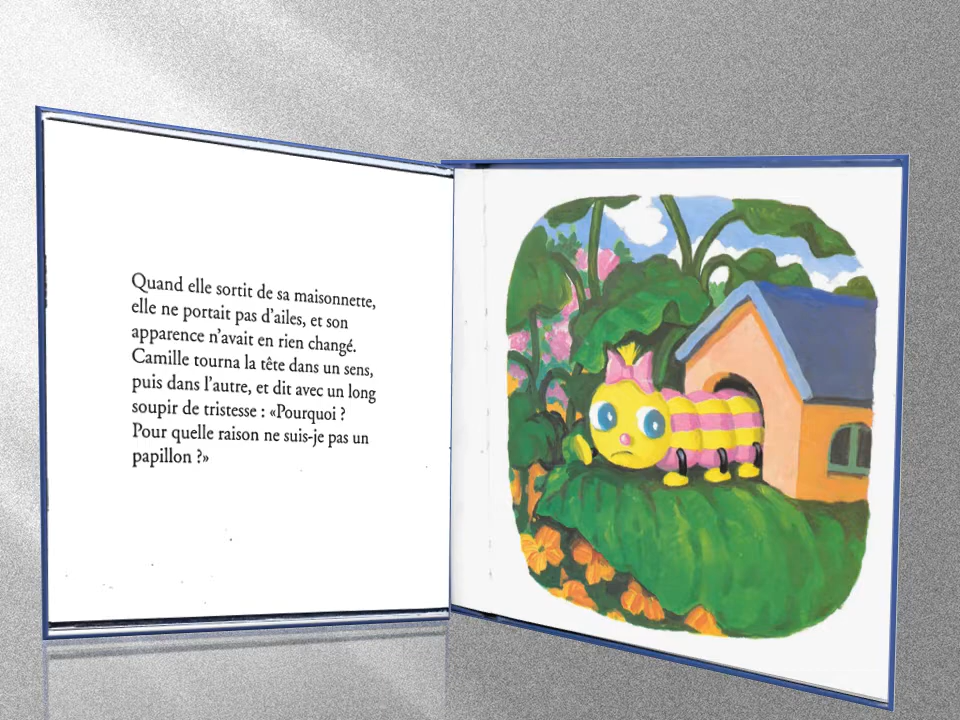 Quand elle sortit de sa maisonnette,
elle ne portait pas d'ailes, et son
apparence n'avait en rien changé.
Camille tourna la tête dans un sens,
puis dans l'autre, et dit avec un long
soupir de tristesse : «Pourquoi ?
Pour quelle raison ne suis-je pas un
papillon ?»